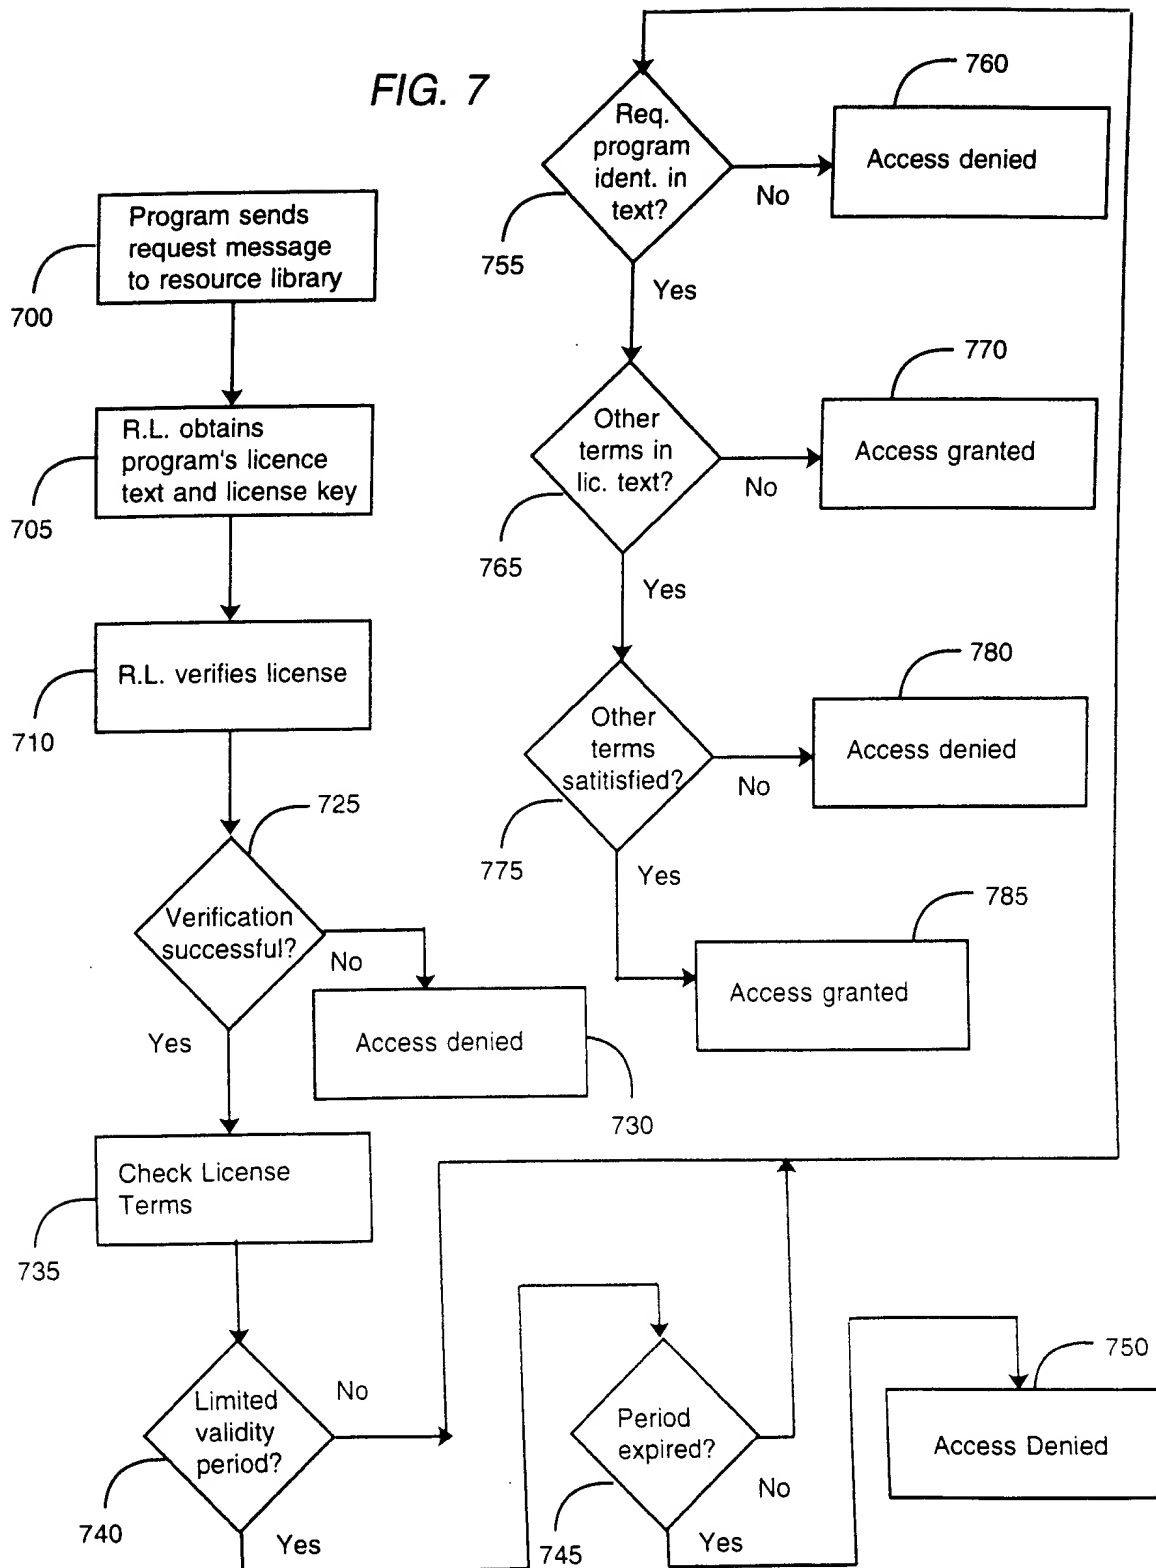 FIG. 7
Program sends
request message
to resource library
700
R.L. obtains
program's licence
text and license key
705
R.L. verifies license
710
725
Verification
successful?
No
Yes
Access denied
730
Check License
Terms
735
Limited
validity
period?
No
740
Yes
Period
expired?
No
745
Yes
750
Access Denied
Req.
program
ident. in
text?
755
No
760
Access denied
Yes
Other
terms in
lic. text?
765
No
770
Access granted
Yes
Other
terms
satitisfied?
775
No
780
Access denied
Yes
785
Access granted